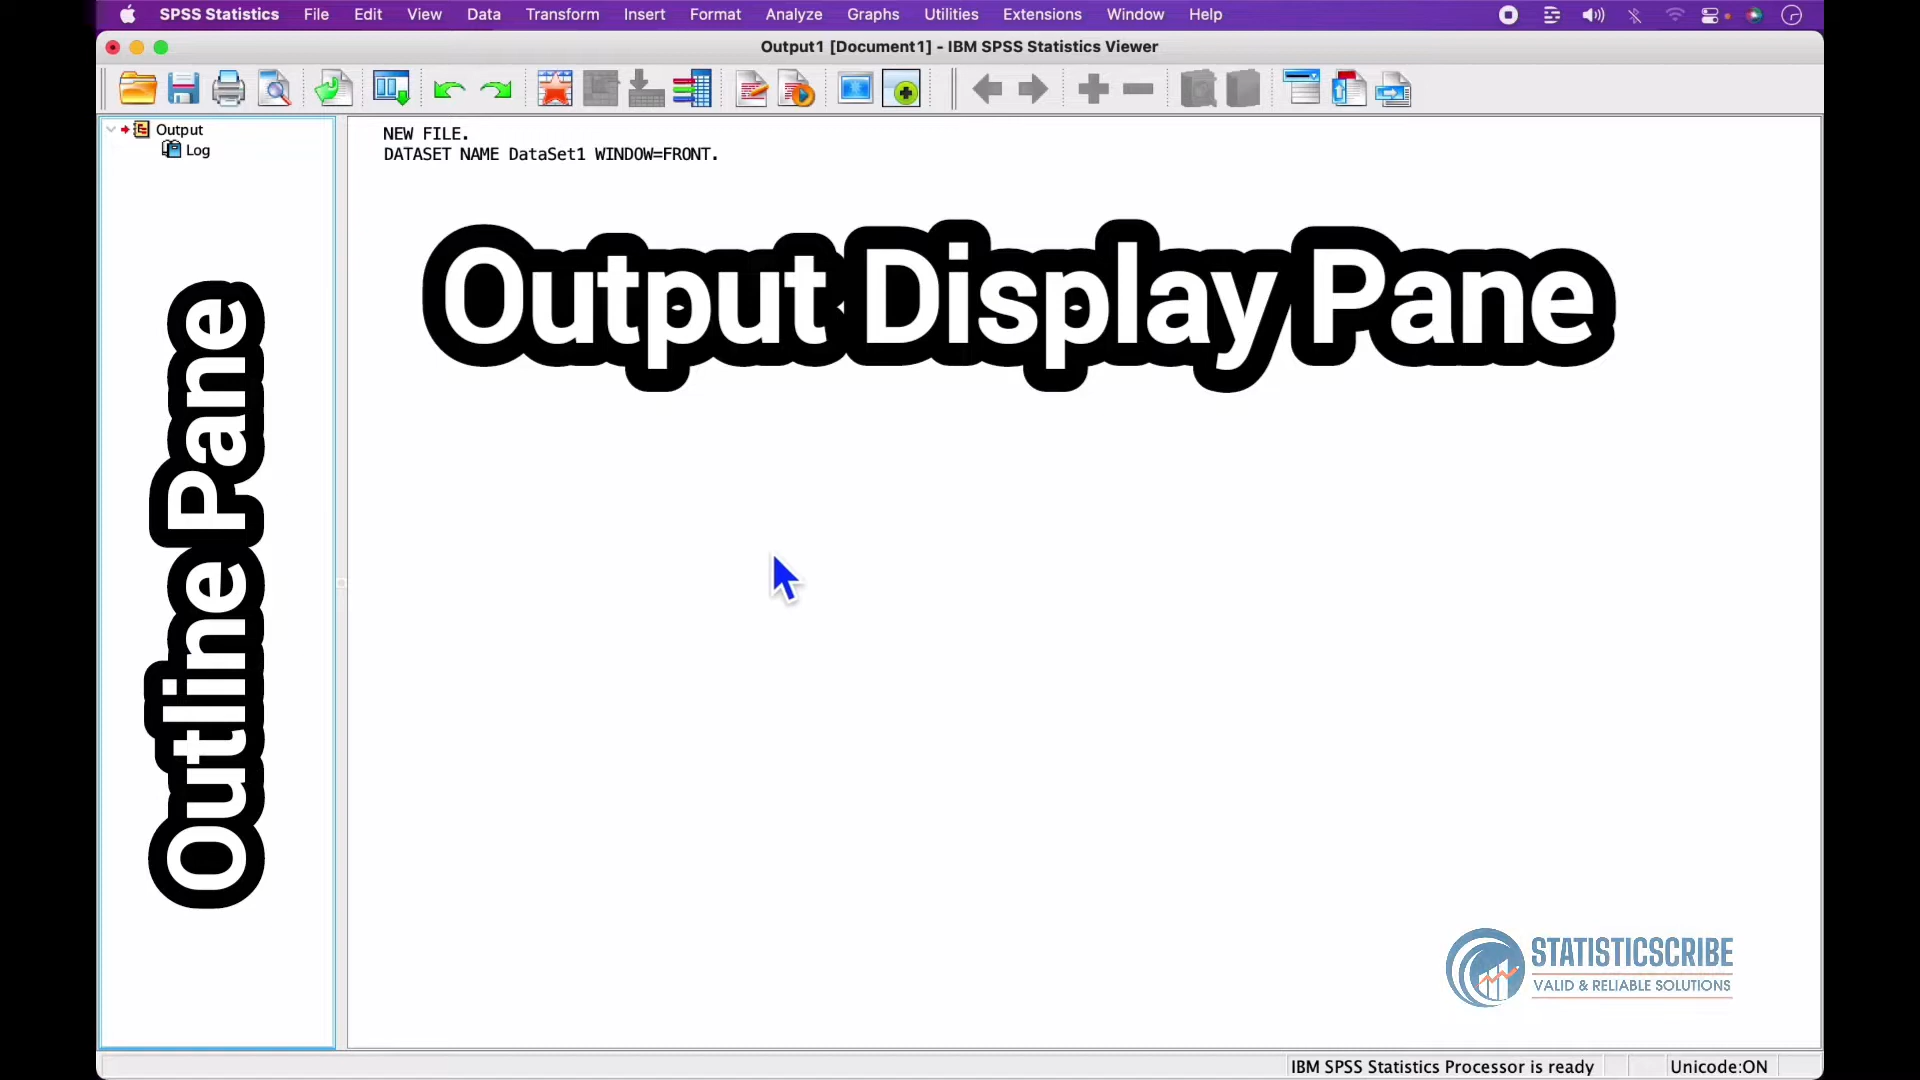 SPSS Statistics File Edit View Data Transform Insert Format Analyze Graphs Utilities Extensions Window Help
Output1 [Document1] - IBM SPSS Statistics Viewer
Output
Log
NEW FILE.
DATASET NAME DataSet1 WINDOW=FRONT.
Output Display Pane
Outline Pane
STATISTICSCRIBE
VALID & RELIABLE SOLUTIONS
IBM SPSS Statistics Processor is ready
Unicode:ON